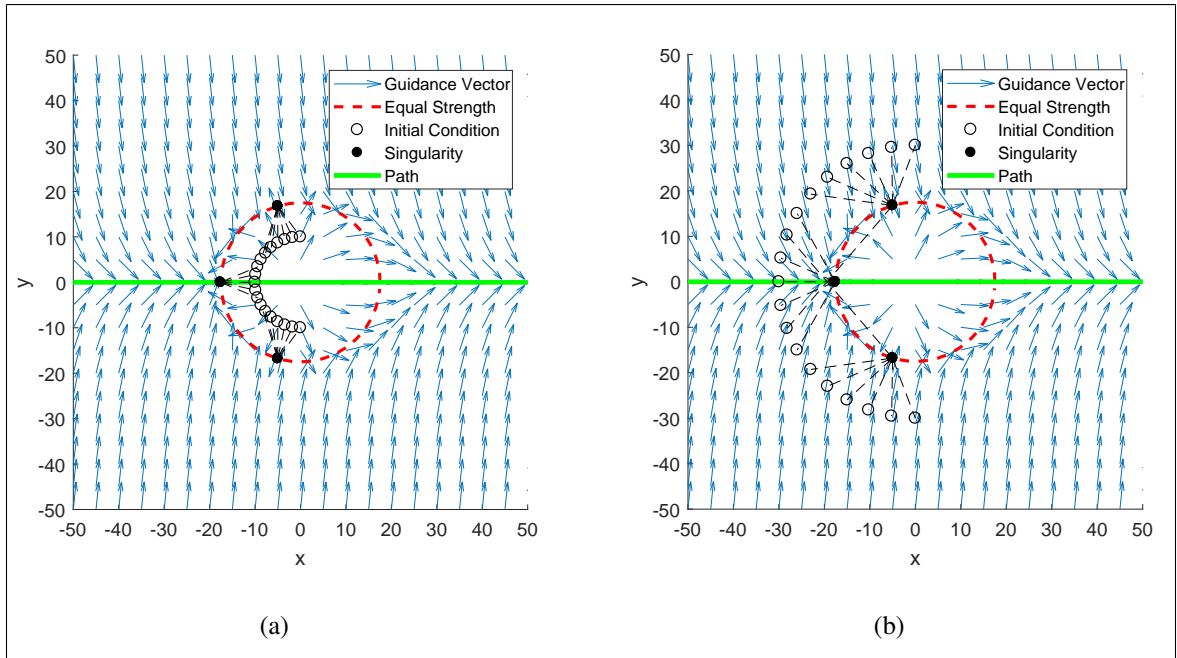 50
40
30
20
10
0
-10
-20
-30
-40
-50
y
-50 -40 -30 -20 -10 0 10 20 30 40 50
x
Guidance Vector
Equal Strength
Initial Condition
Singularity
Path
(a)
50
40
30
20
10
0
-10
-20
-30
-40
-50
y
-50 -40 -30 -20 -10 0 10 20 30 40 50
x
Guidance Vector
Equal Strength
Initial Condition
Singularity
Path
(b)